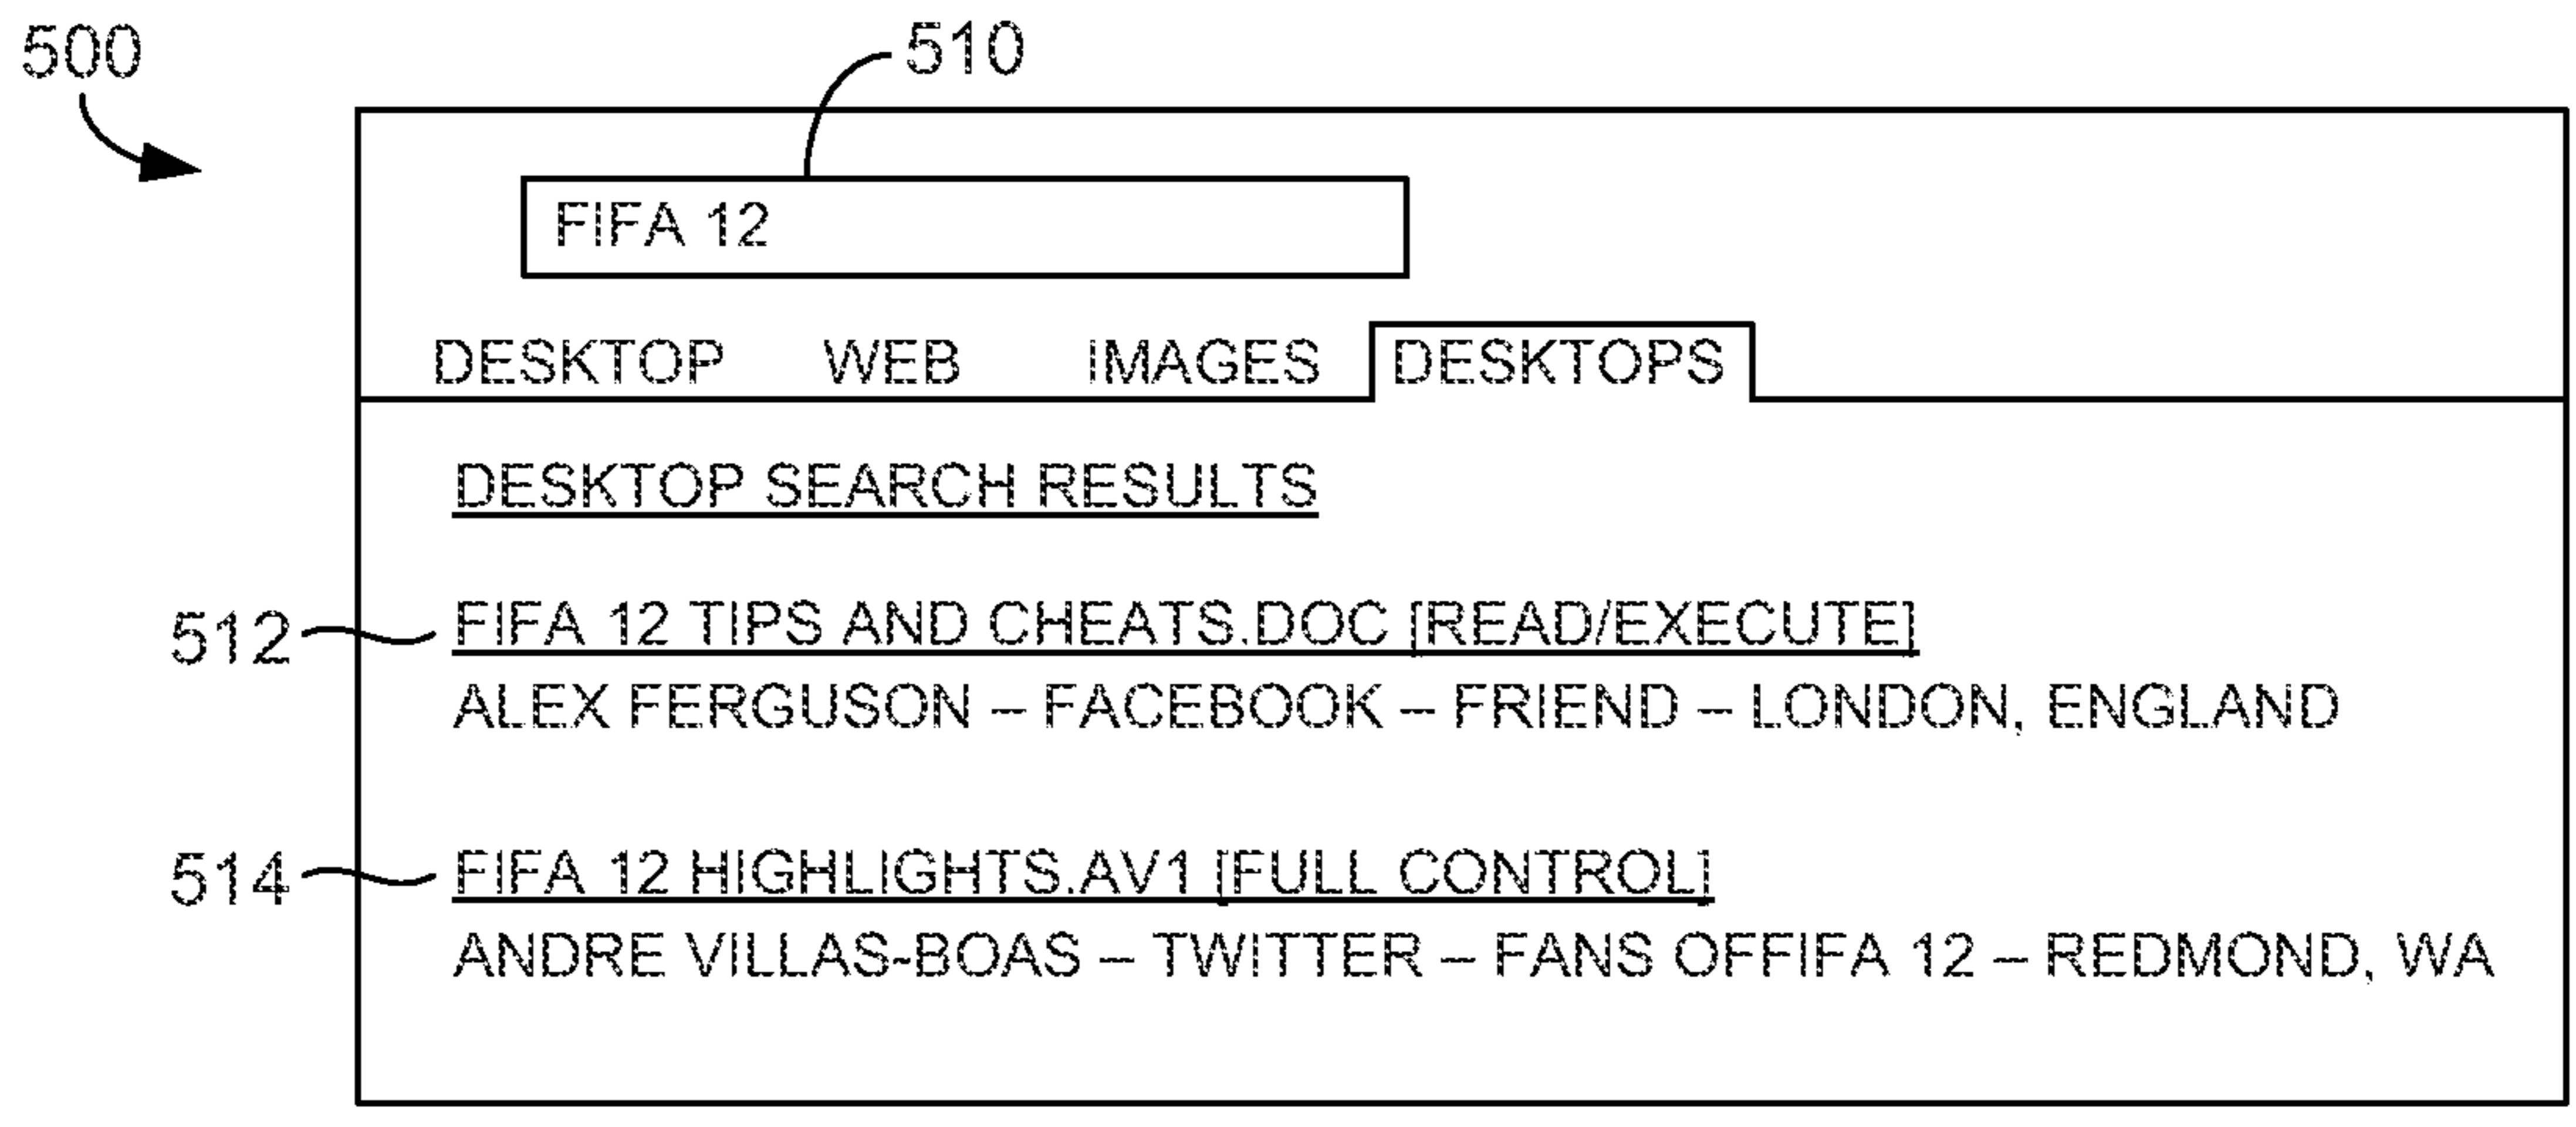 500
510
FIFA 12
DESKTOP WEB IMAGES DESKTOPS
DESKTOP SEARCH RESULTS
512 FIFA 12 TIPS AND CHEATS.DOC [READ/EXECUTE]
ALEX FERGUSON – FACEBOOK – FRIEND – LONDON, ENGLAND
514 FIFA 12 HIGHLIGHTS.AV1 [FULL CONTROL]
ANDRE VILLAS-BOAS – TWITTER – FANS OFFIFA 12 – REDMOND, WA